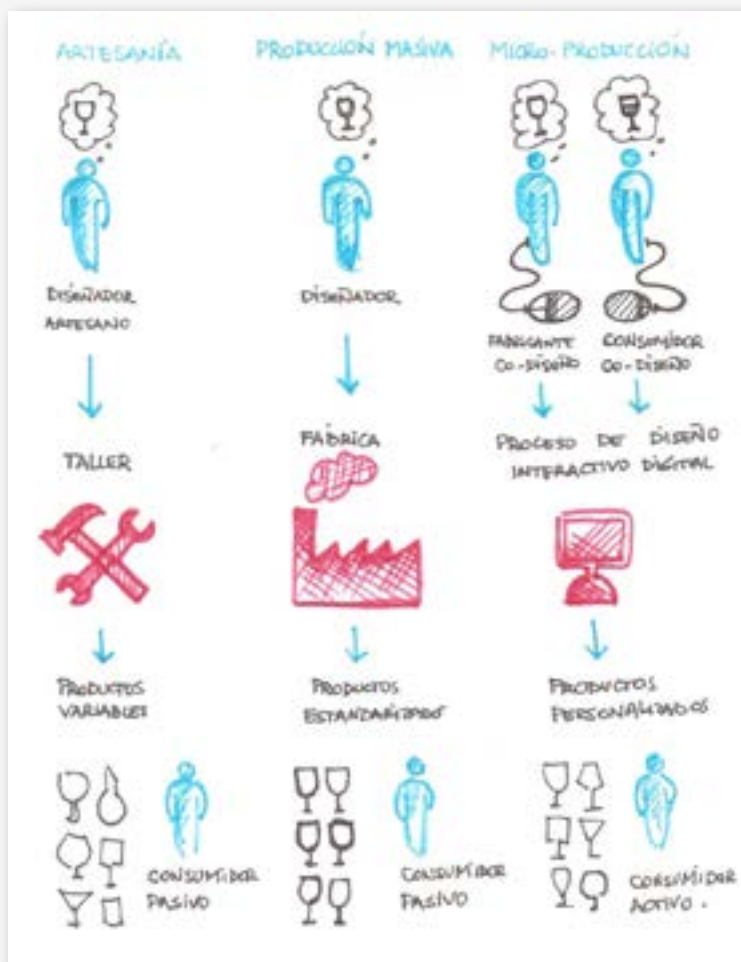 ARTESANÍA
DISEÑADOR
ARTESANO
TALLER
PRODUCTOS
VARIABLES
CONSUMIDOR
PASIVO
PRODUCCIÓN MASIVA
DISEÑADOR
FÁBRICA
PRODUCTOS
ESTANDARIZADO
CONSUMIDOR
PASIVO
MICRO-PRODUCCIÓN
FABRICANTE
CO-DISEÑO
CONSUMIDOR
CO-DISEÑO
PROCESO DE DISEÑO
INTERACTIVO DIGITAL
PRODUCTOS
PERSONALIZADOS
CONSUMIDOR
ACTIVO.